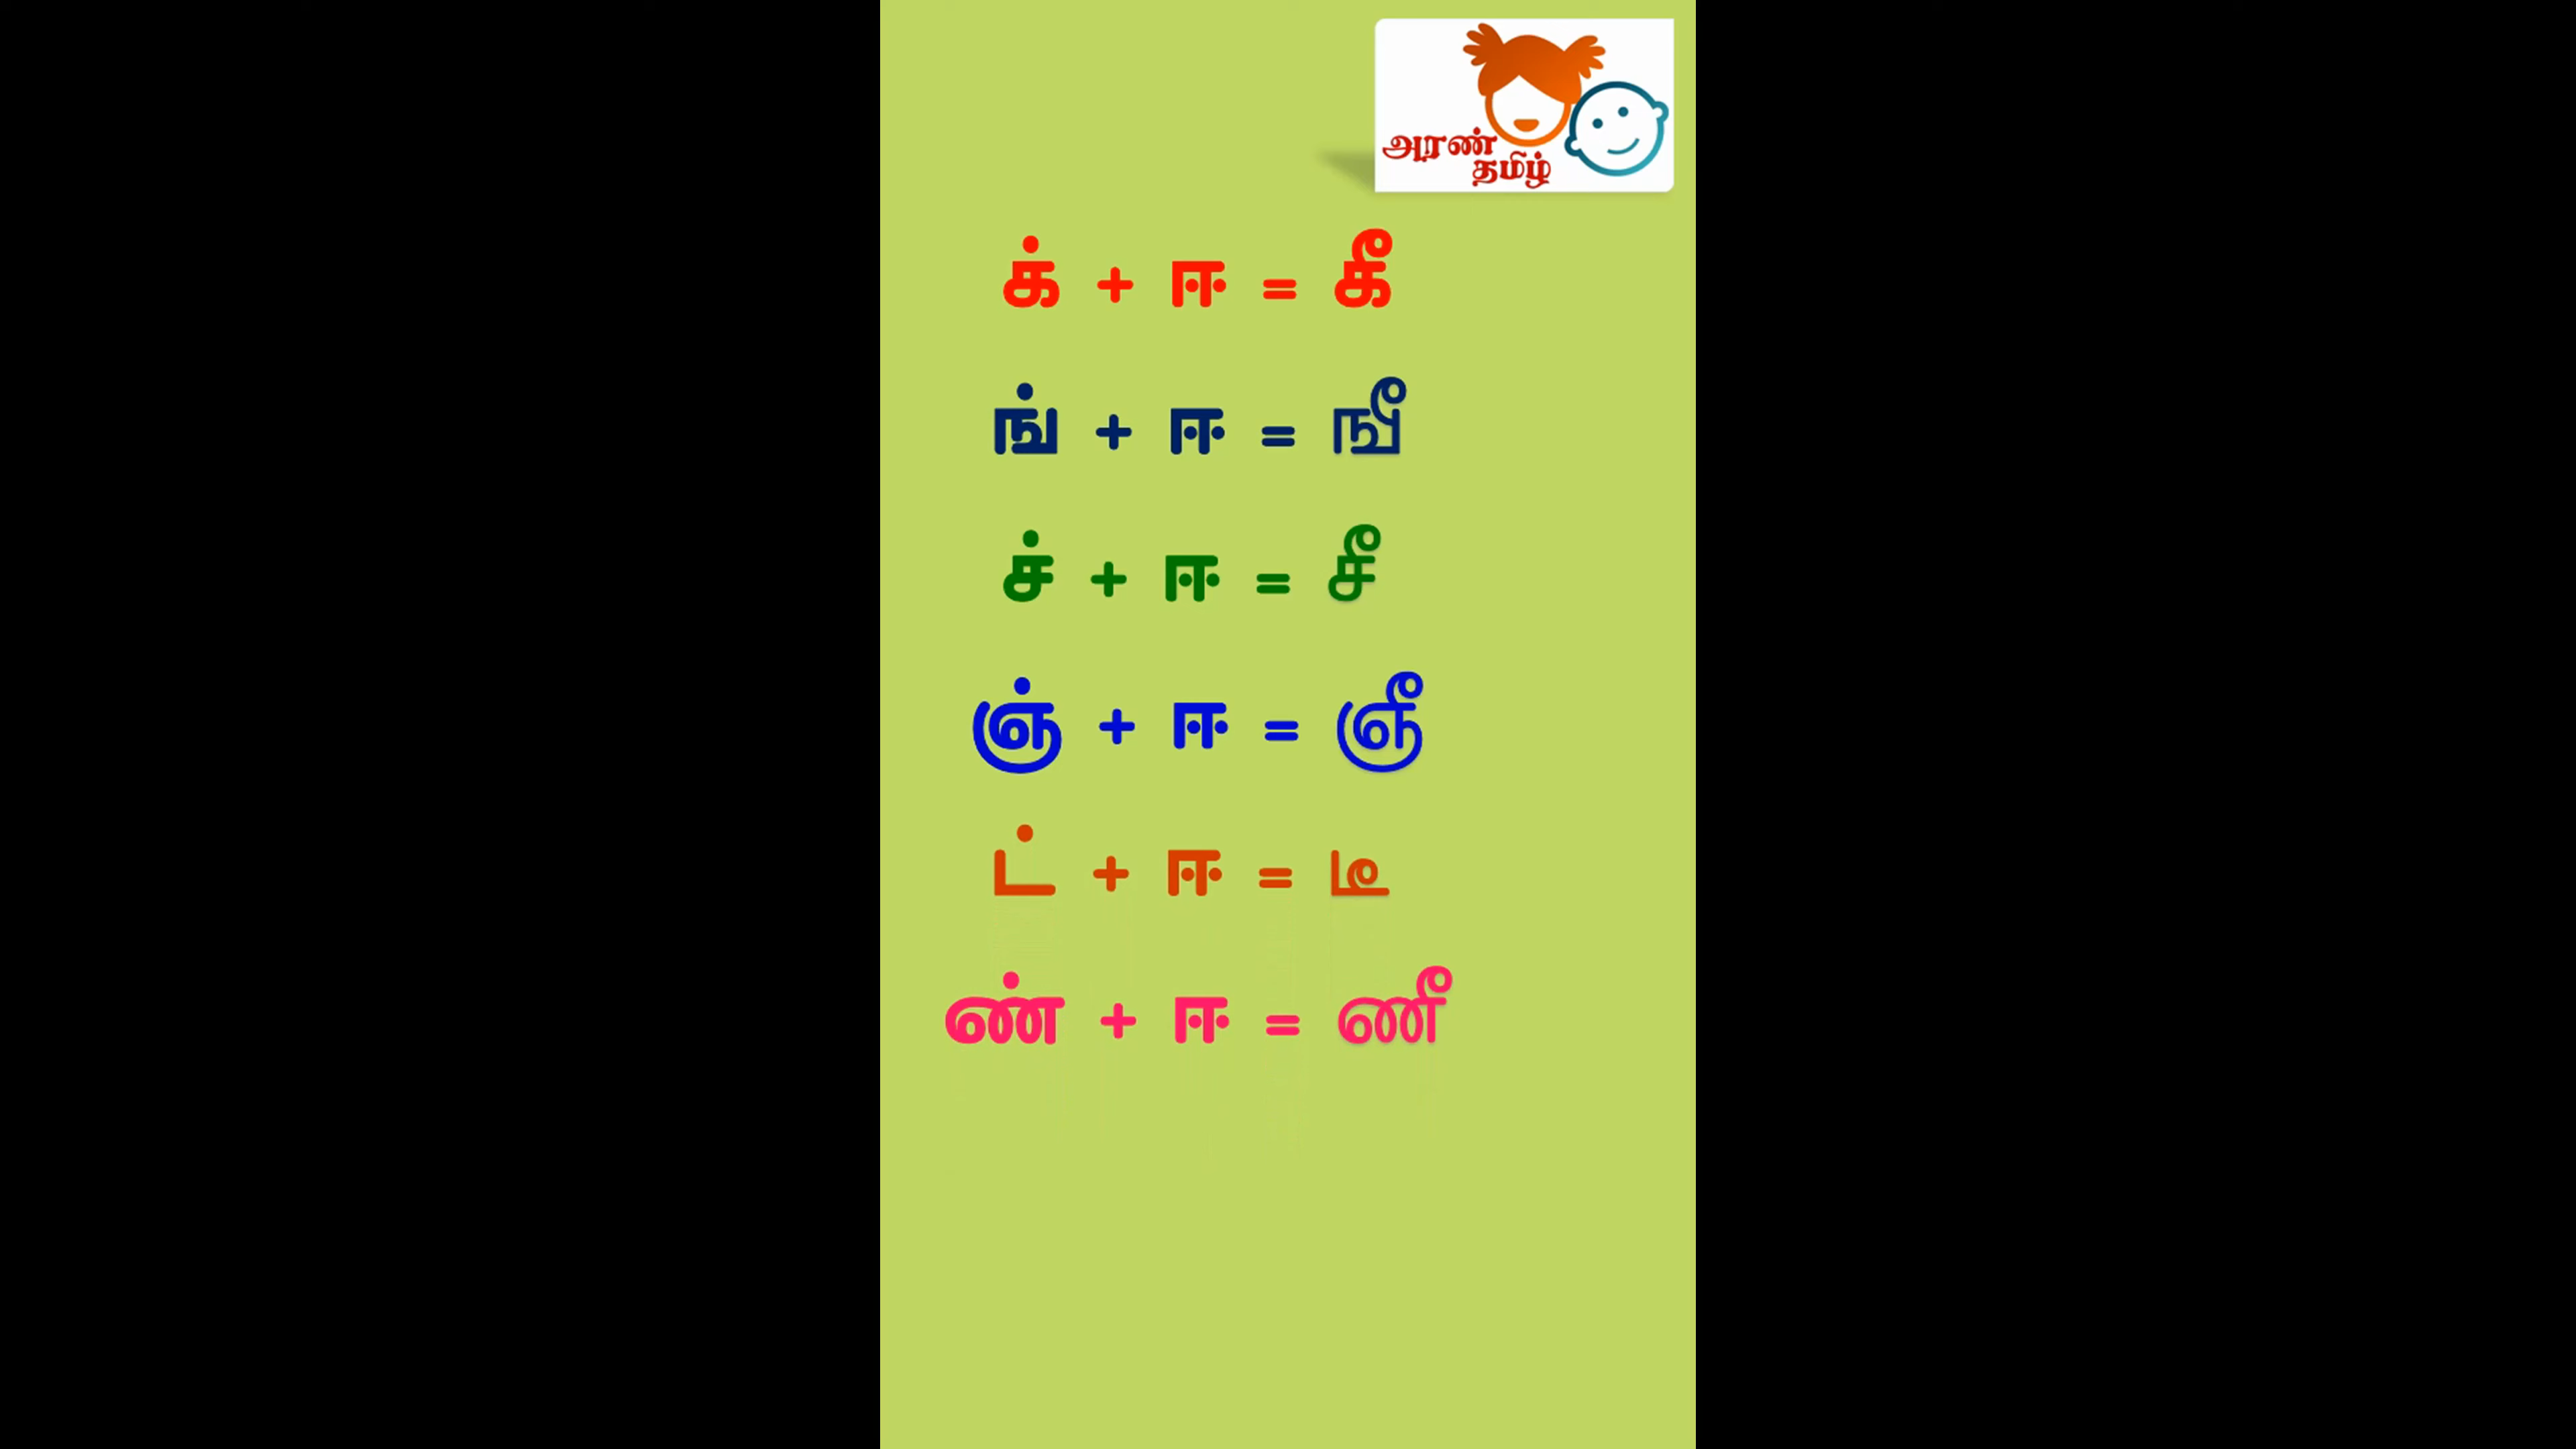 அரண்
தமிழ்
க் + ஈ = கீ
ங் + ஈ = ஙீ
ச் + ஈ = சீ
ஞ் + ஈ = ஞீ
ட் + ஈ = டீ
ண் + ஈ = ணீ